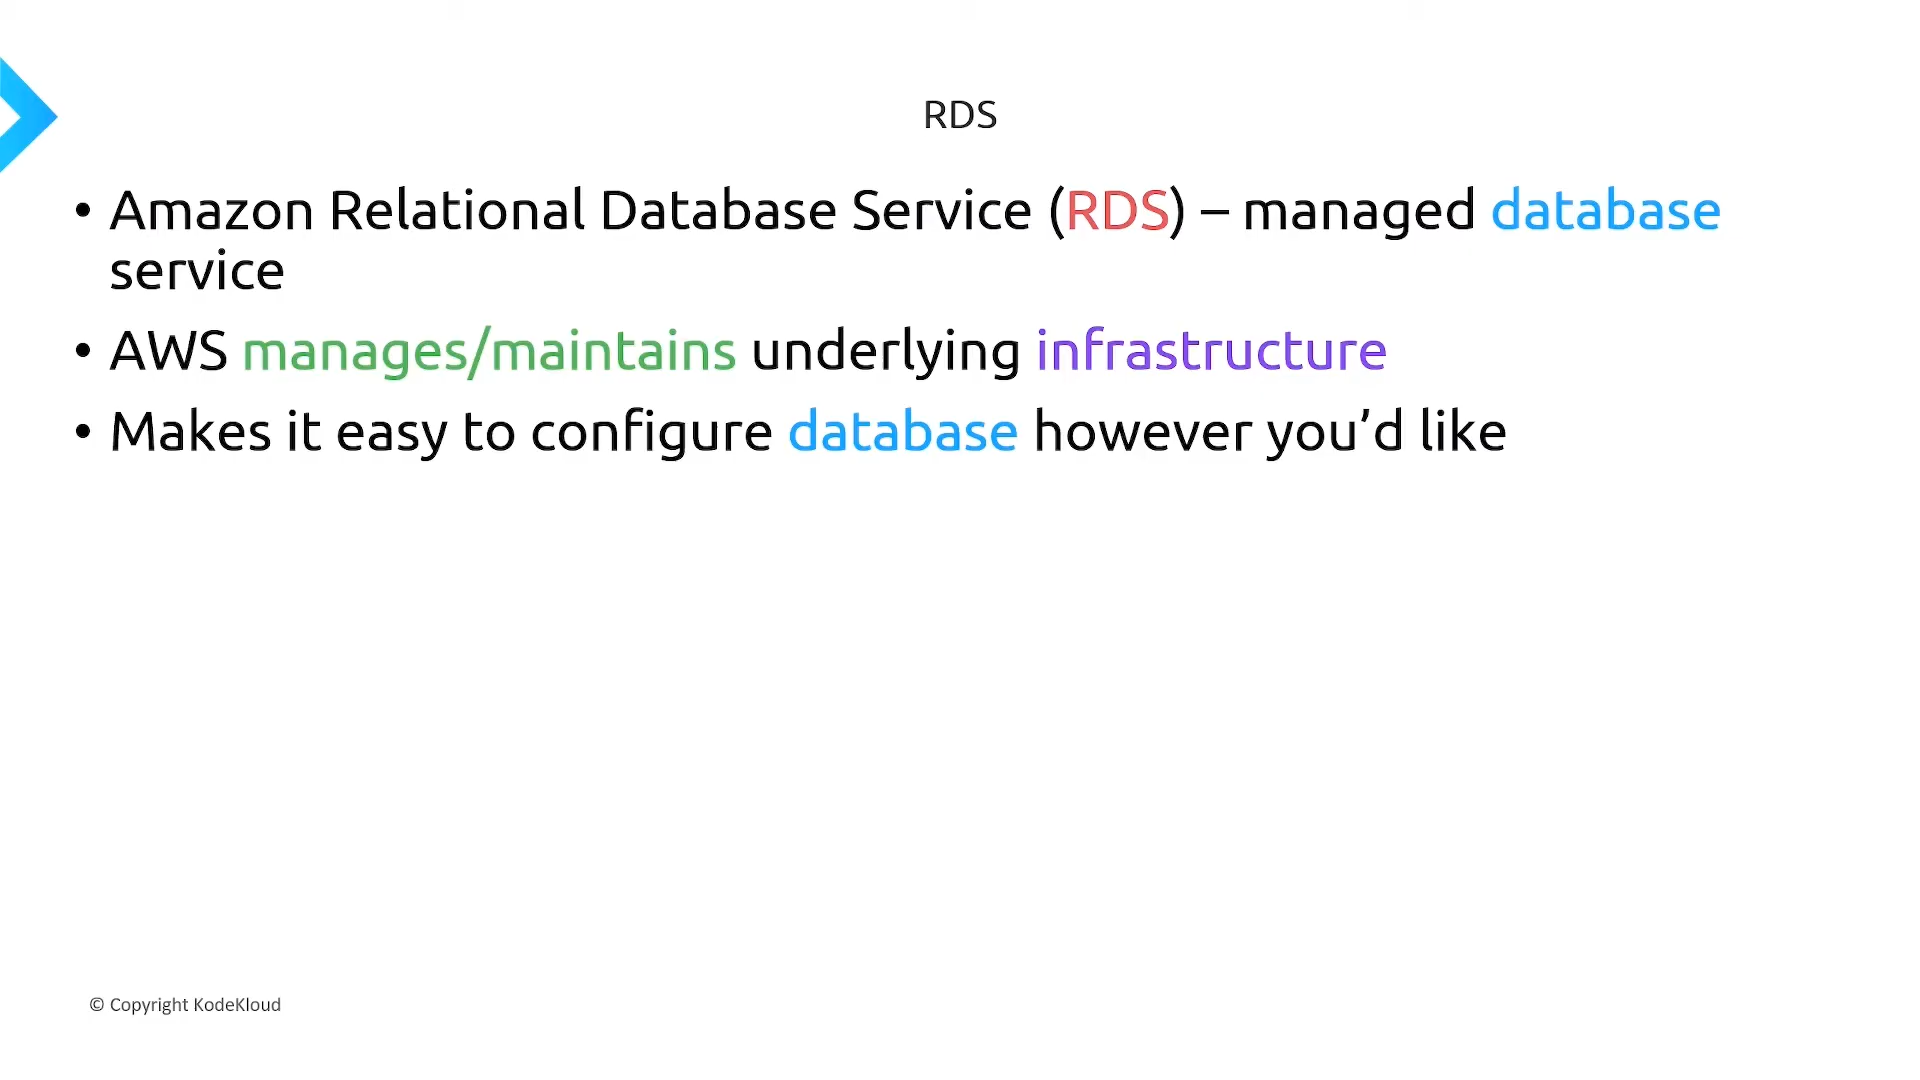 RDS
• Amazon Relational Database Service (RDS) – managed database
service
• AWS manages/maintains underlying infrastructure
• Makes it easy to configure database however you’d like
© Copyright KodeKloud